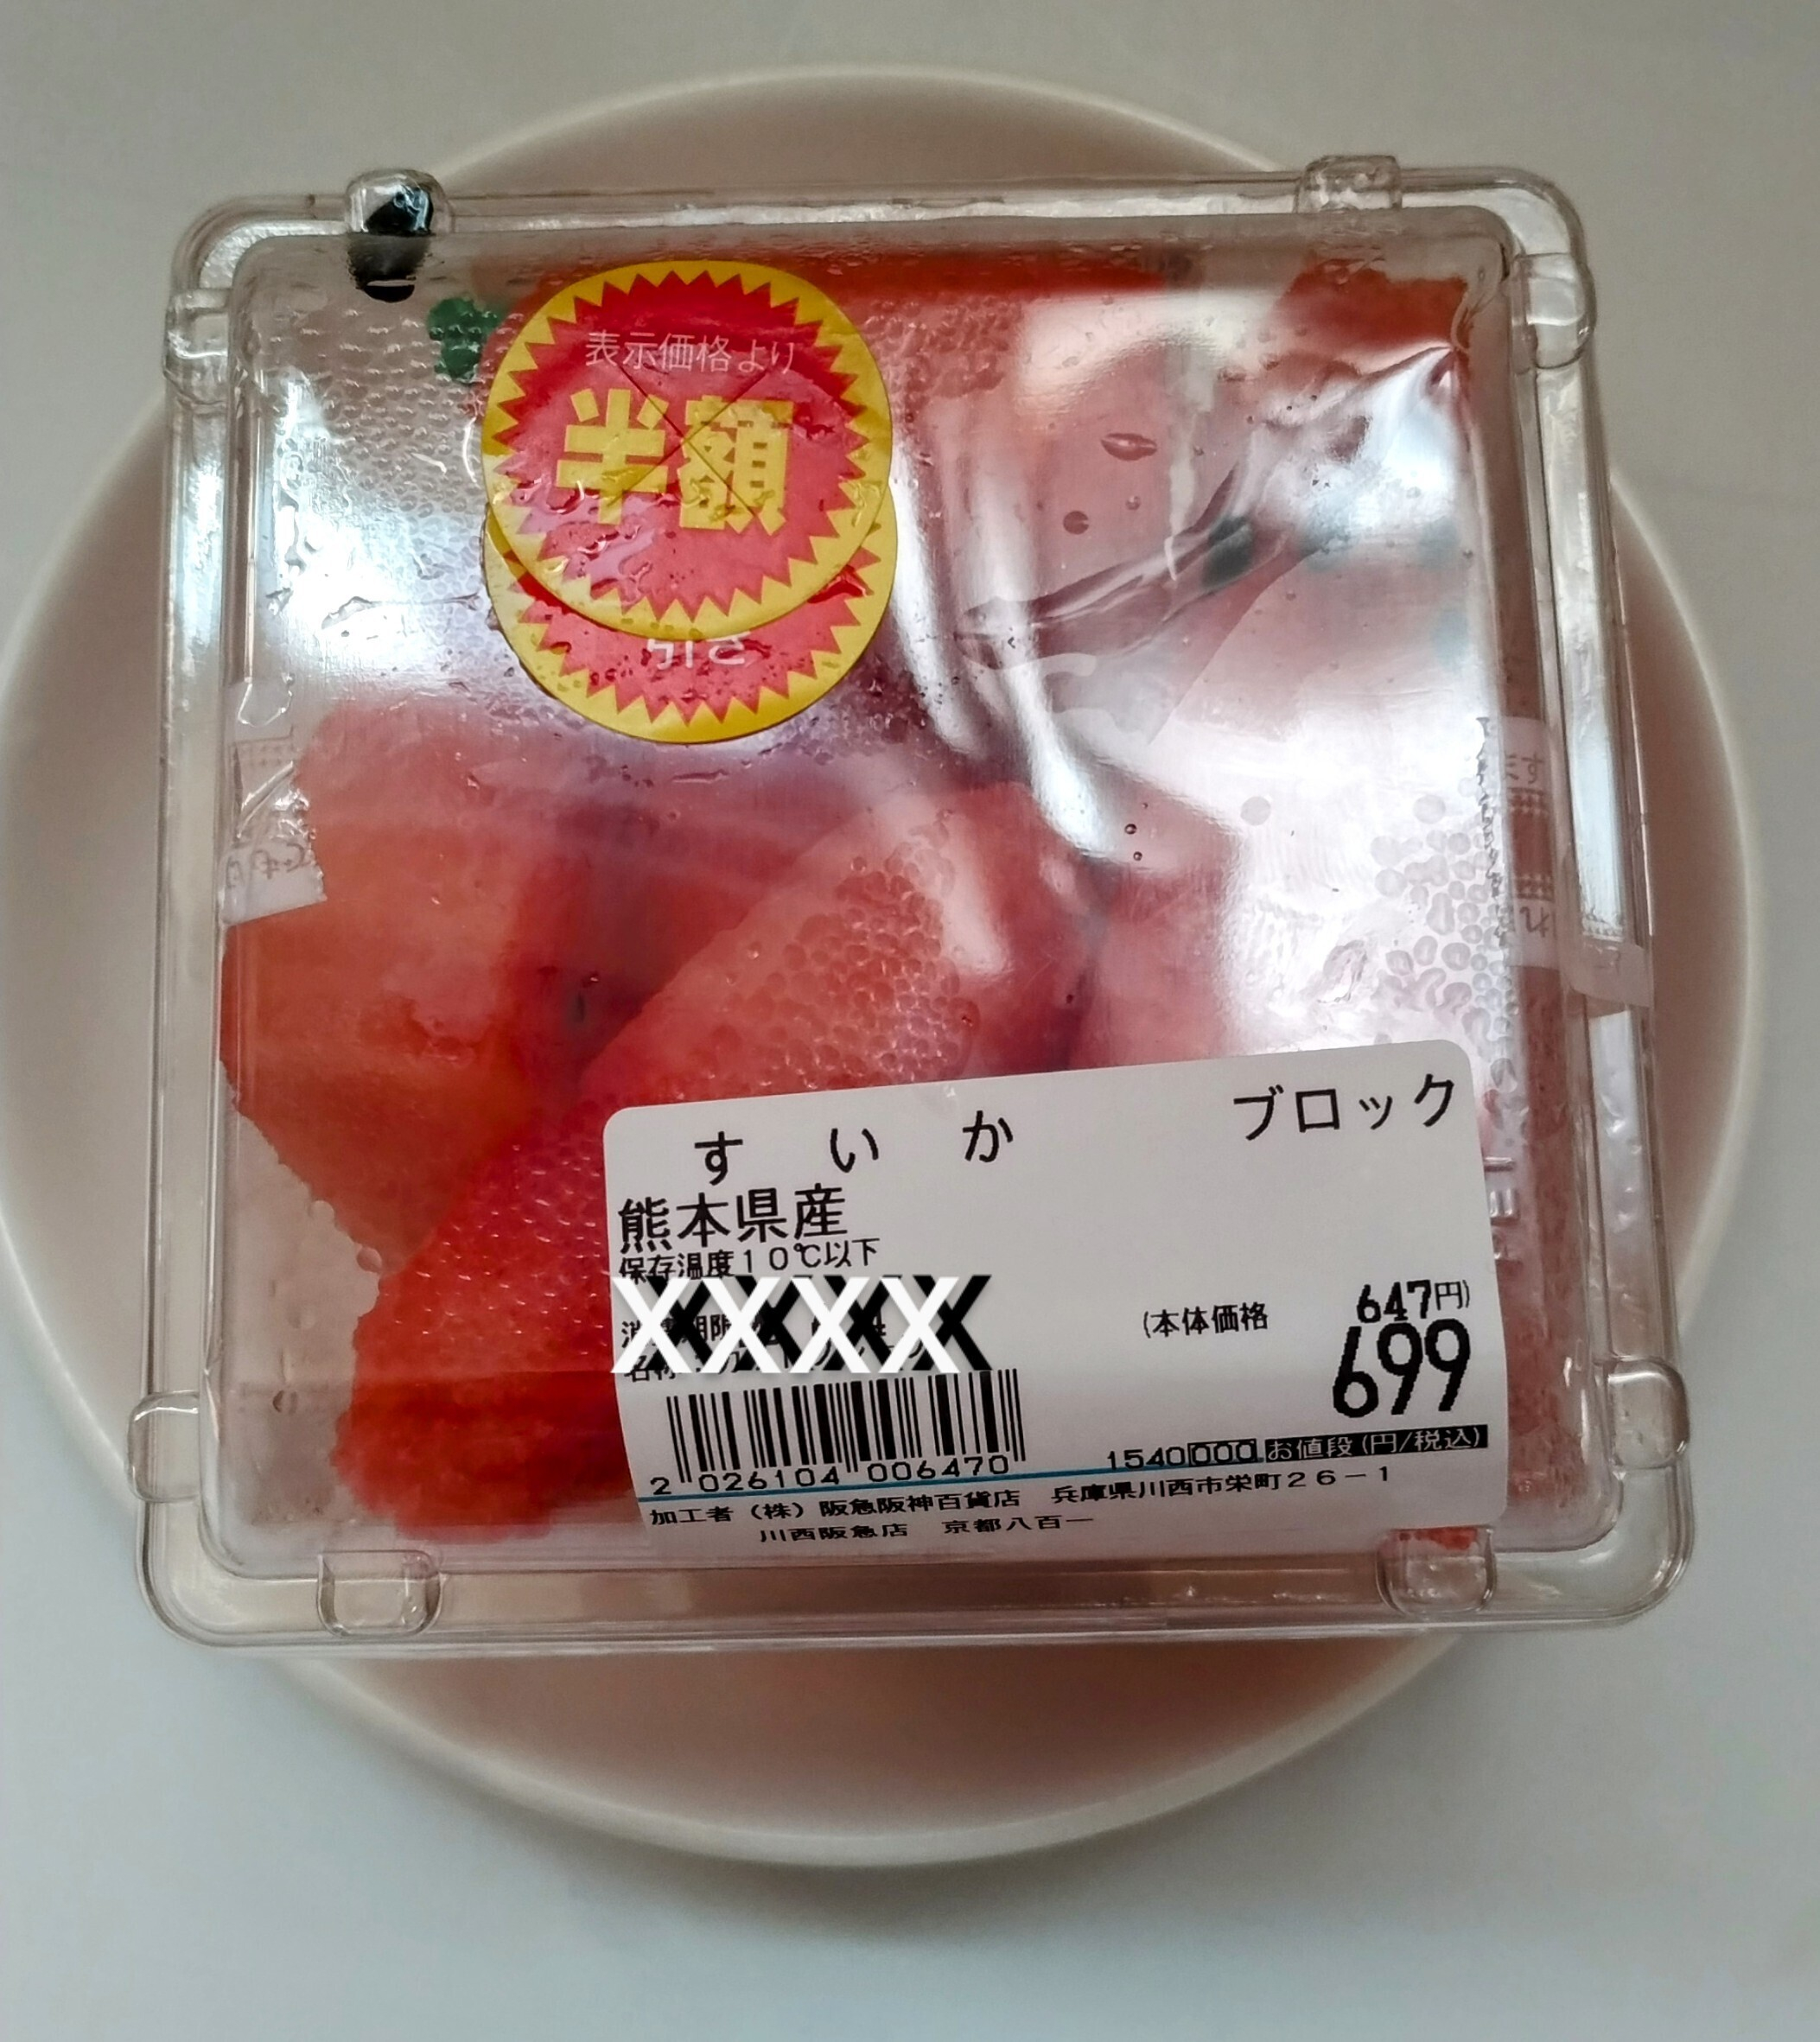 表示価格より
半額
引き
すいか ブロック
熊本県産
保存温度10℃以下
XXXX
(本体価格 647円)
699
2 026104 006470
1540000 お値段(円/税込)
加工者(株)阪急阪神百貨店 兵庫県川西市栄町26-1
川西阪急店 京都八百一